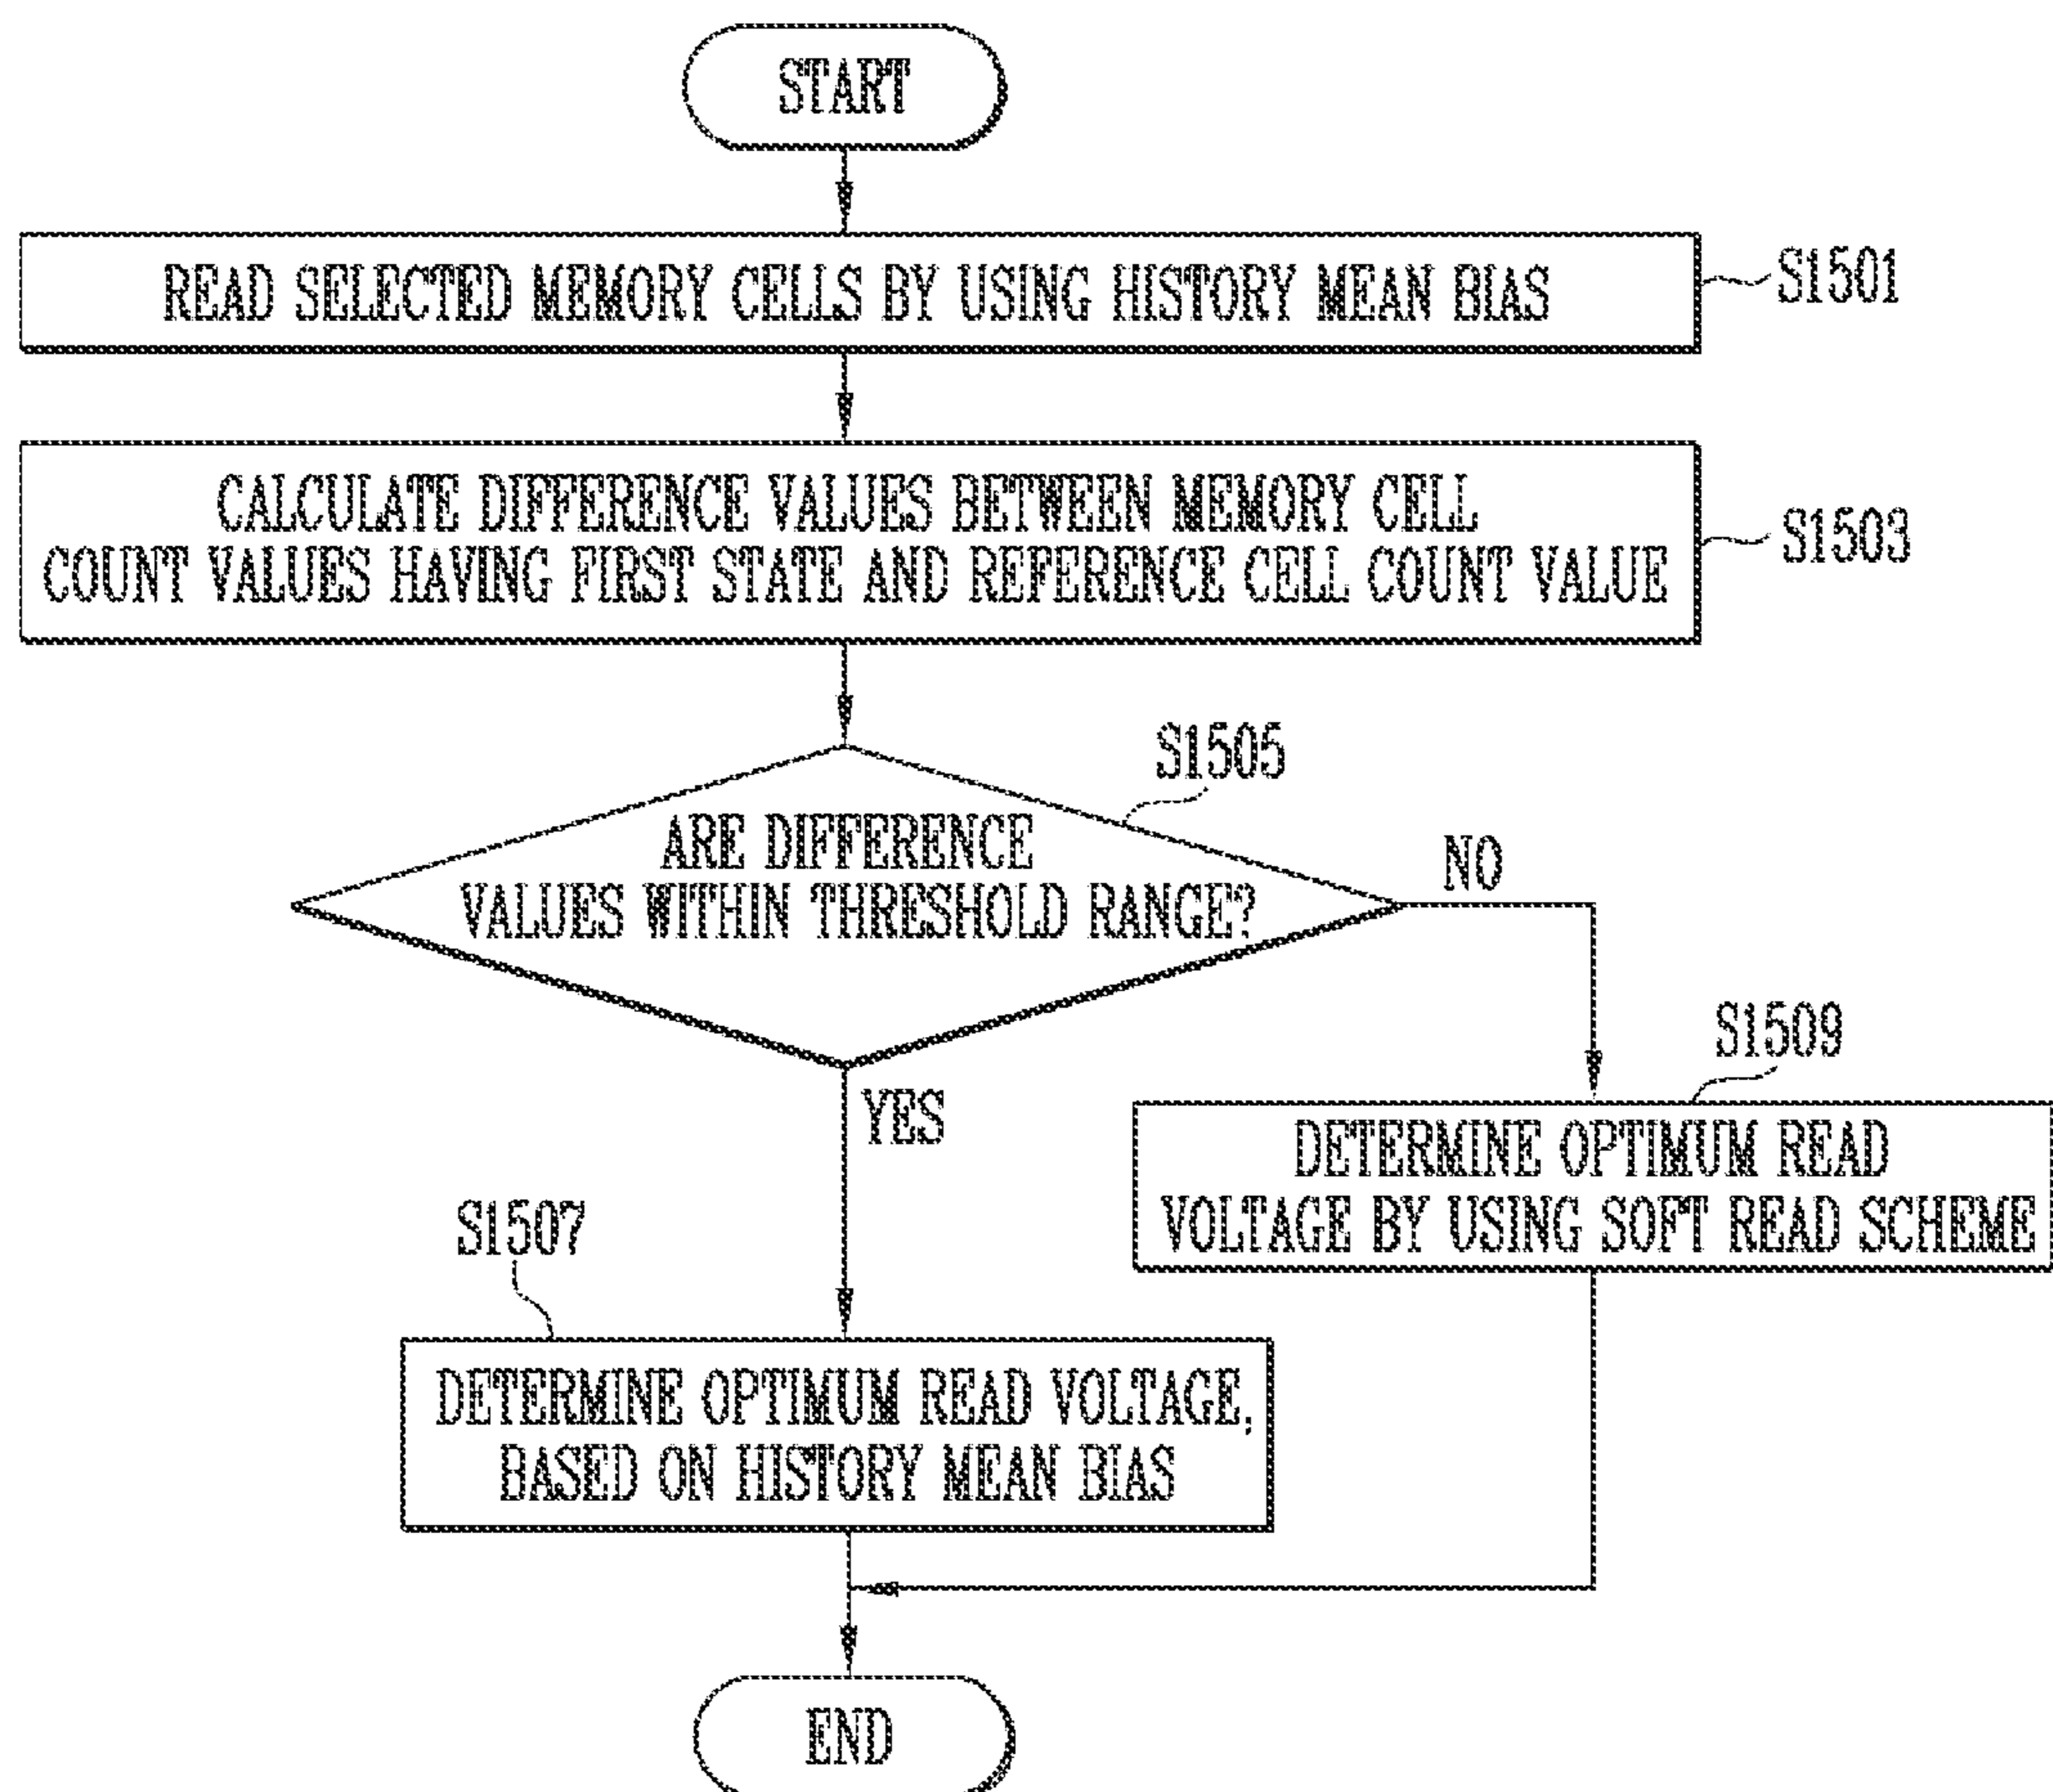 START
READ SELECTED MEMORY CELLS BY USING HISTORY MEAN BIAS
S1501
CALCULATE DIFFERENCE VALUES BETWEEN MEMORY CELL
COUNT VALUES HAVING FIRST STATE AND REFERENCE CELL COUNT VALUE
S1503
S1505
ARE DIFFERENCE
VALUES WITHIN THRESHOLD RANGE?
NO
YES
S1509
DETERMINE OPTIMUM READ
VOLTAGE BY USING SOFT READ SCHEME
S1507
DETERMINE OPTIMUM READ VOLTAGE,
BASED ON HISTORY MEAN BIAS
END